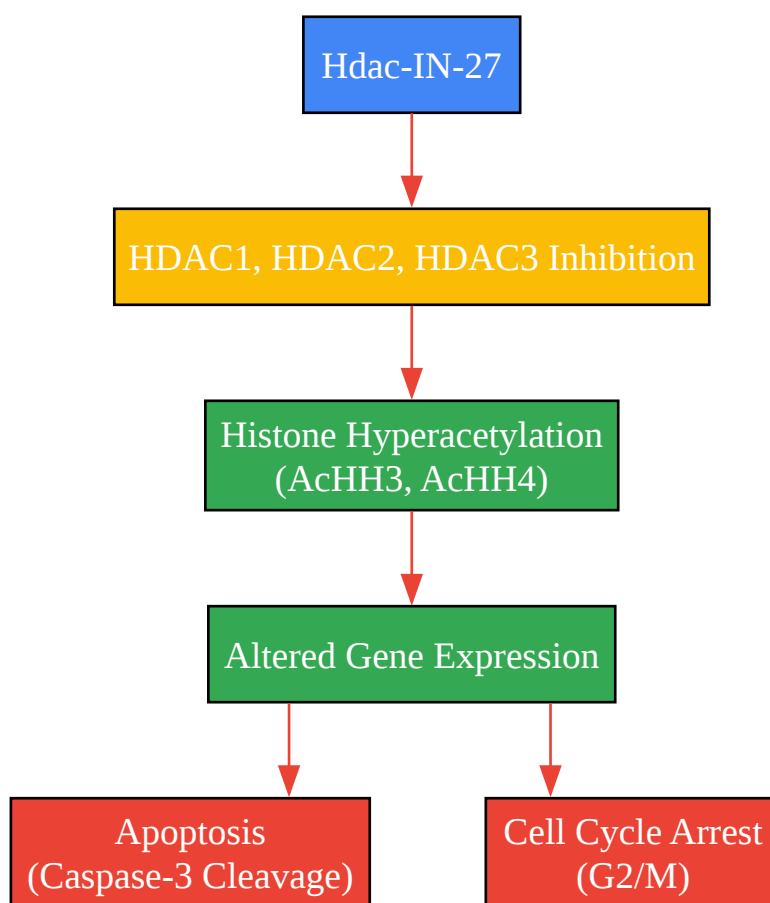 Hdac-IN-27
HDAC1, HDAC2, HDAC3 Inhibition
Histone Hyperacetylation
(AcHH3, AcHH4)
Altered Gene Expression
Apoptosis
(Caspase-3 Cleavage)
Cell Cycle Arrest
(G2/M)